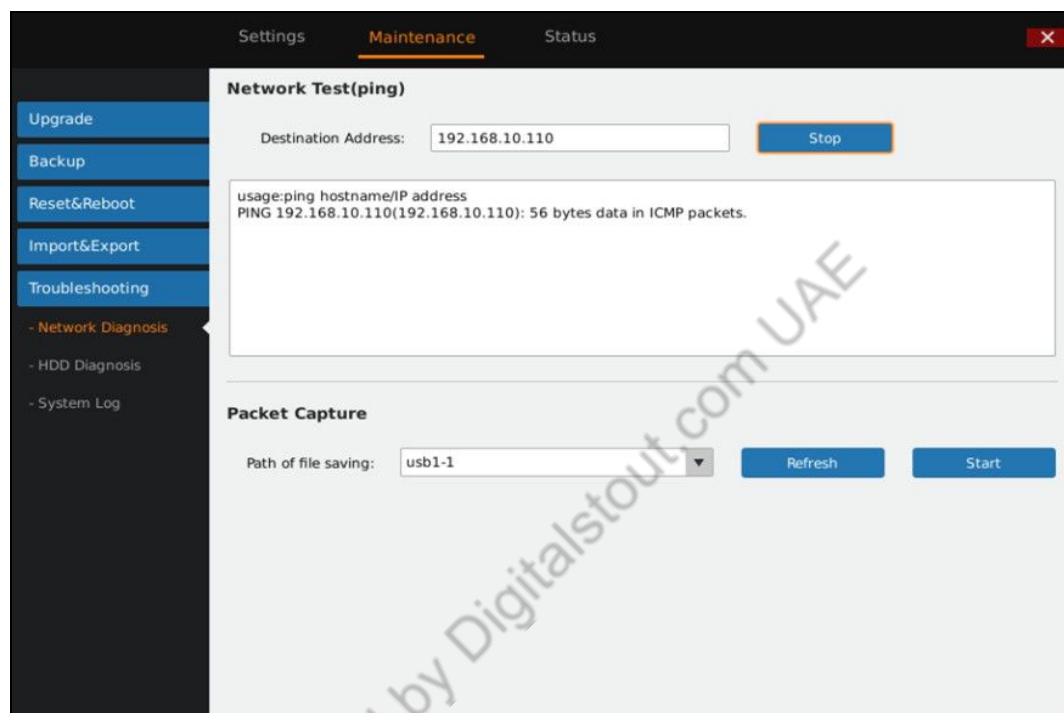 Settings Maintenance Status
Network Test(ping)
Upgrade
Destination Address: 192.168.10.110 Stop
Backup
usage:ping hostname/IP address
Reset&Reboot
PING 192.168.10.110(192.168.10.110): 56 bytes data in ICMP packets.
Import&Export
Troubleshooting
- Network Diagnosis
- HDD Diagnosis
- System Log
Packet Capture
Path of file saving: usb1-1 Refresh Start
by Digitalstout.com UAE